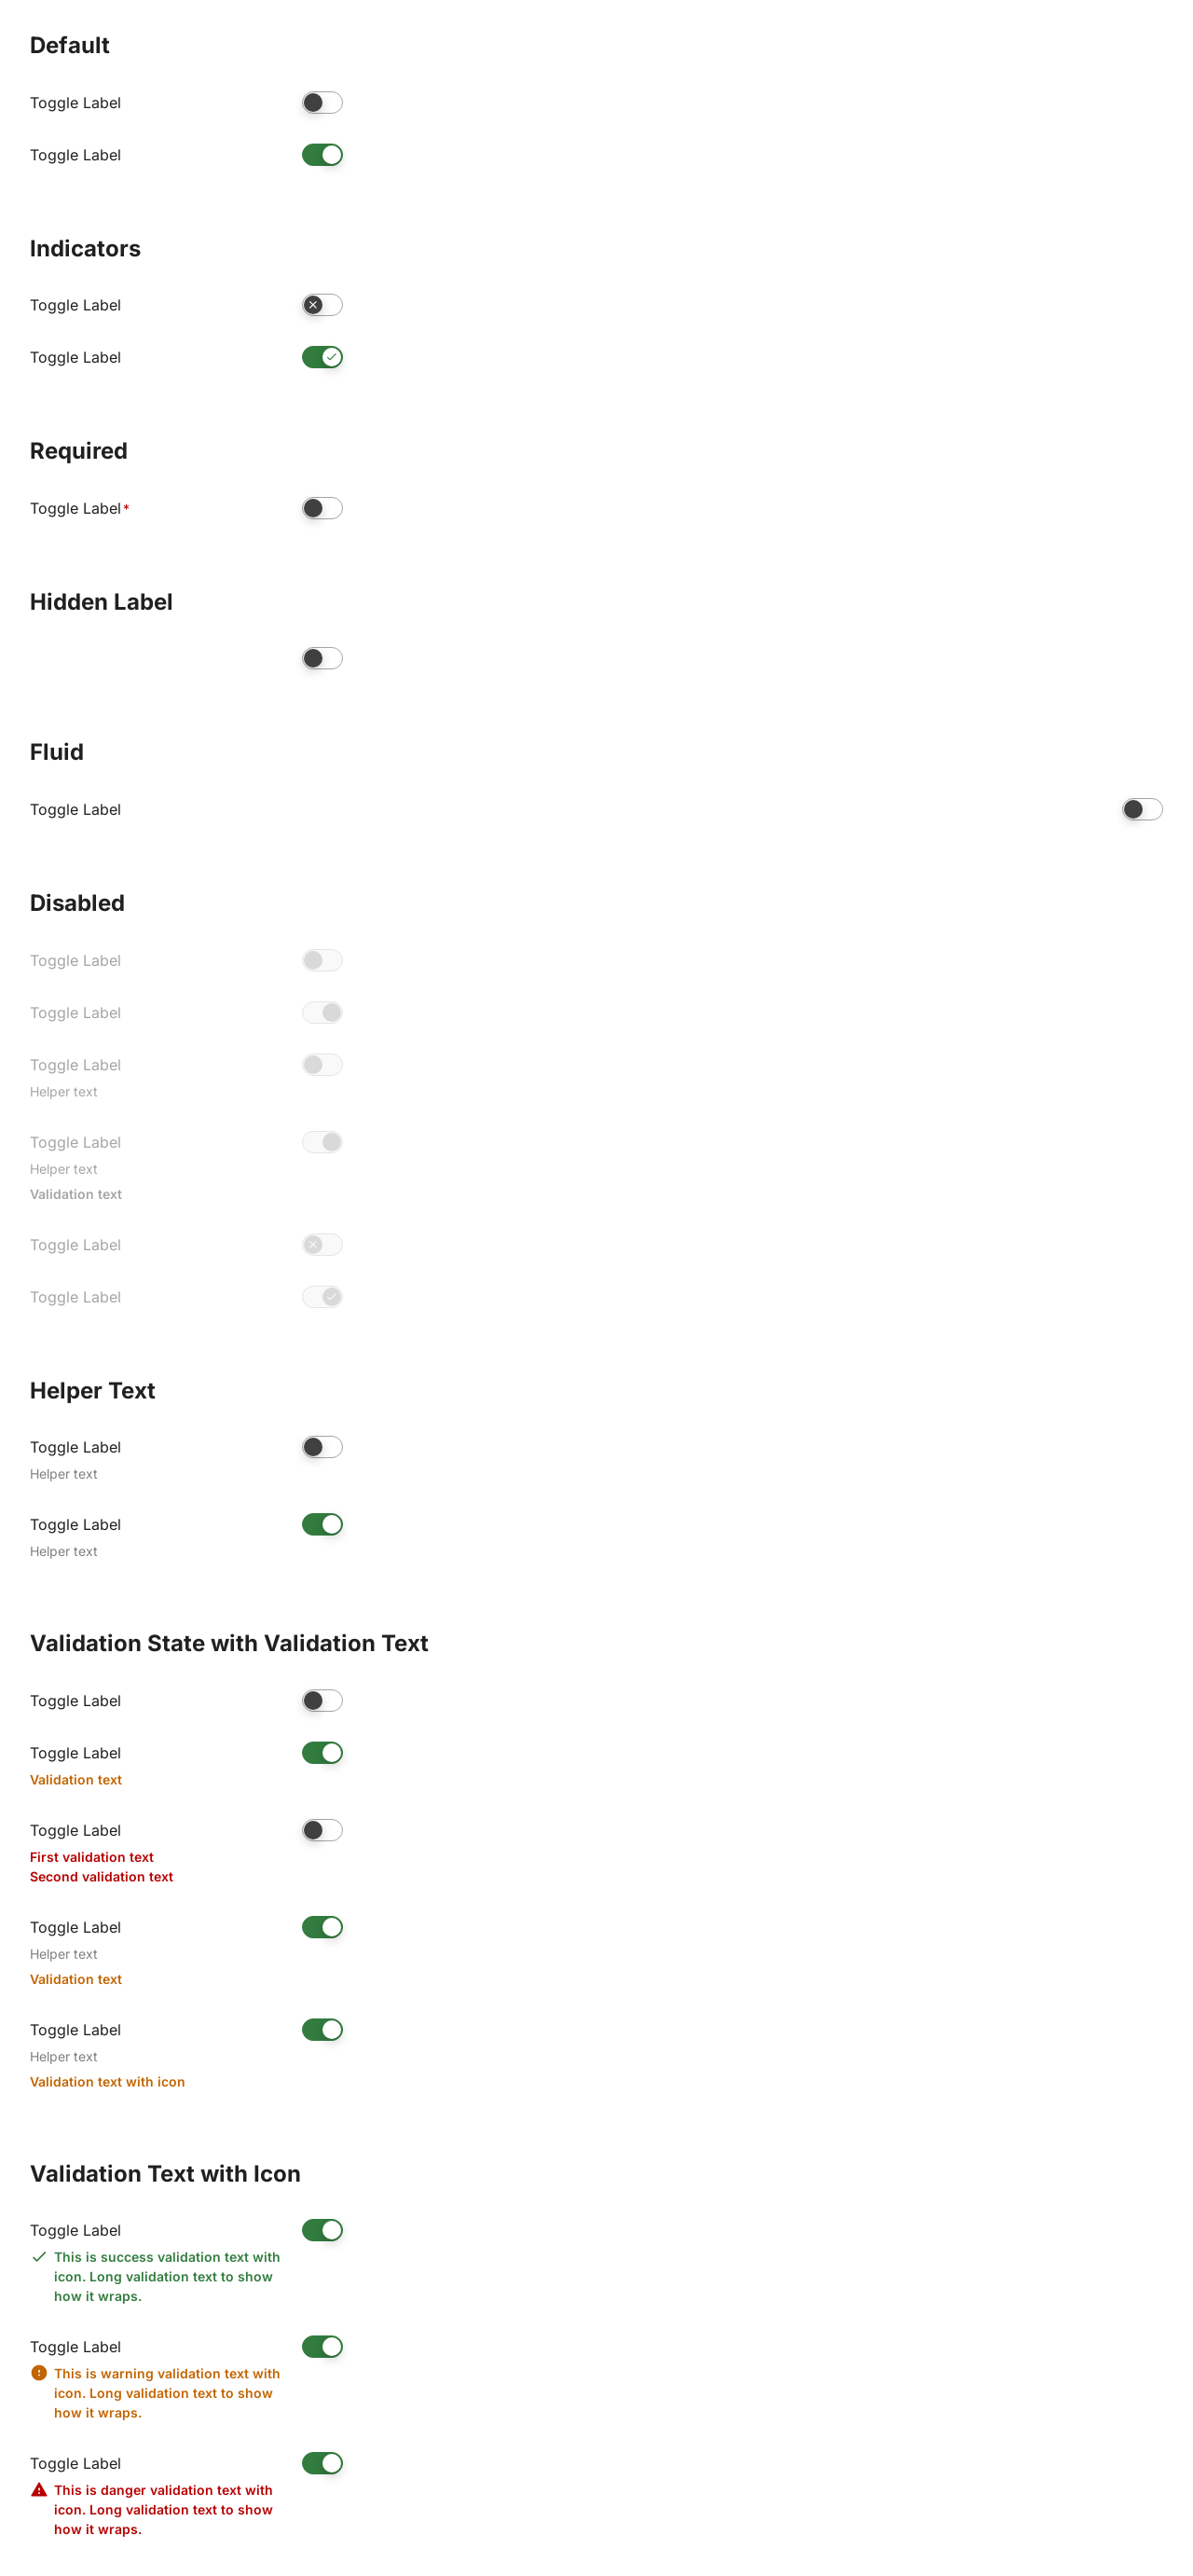 Default
Toggle Label
Toggle Label
Indicators
Toggle Label
Toggle Label
Required
Toggle Label*
Hidden Label
Fluid
Toggle Label
Disabled
Toggle Label
Toggle Label
Toggle Label
Helper text
Toggle Label
Helper text
Validation text
Toggle Label
Toggle Label
Helper Text
Toggle Label
Helper text
Toggle Label
Helper text
Validation State with Validation Text
Toggle Label
Toggle Label
Validation text
Toggle Label
First validation text
Second validation text
Toggle Label
Helper text
Validation text
Toggle Label
Helper text
Validation text with icon
Validation Text with Icon
Toggle Label
This is success validation text with
icon. Long validation text to show
how it wraps.
Toggle Label
This is warning validation text with
icon. Long validation text to show
how it wraps.
Toggle Label
This is danger validation text with
icon. Long validation text to show
how it wraps.